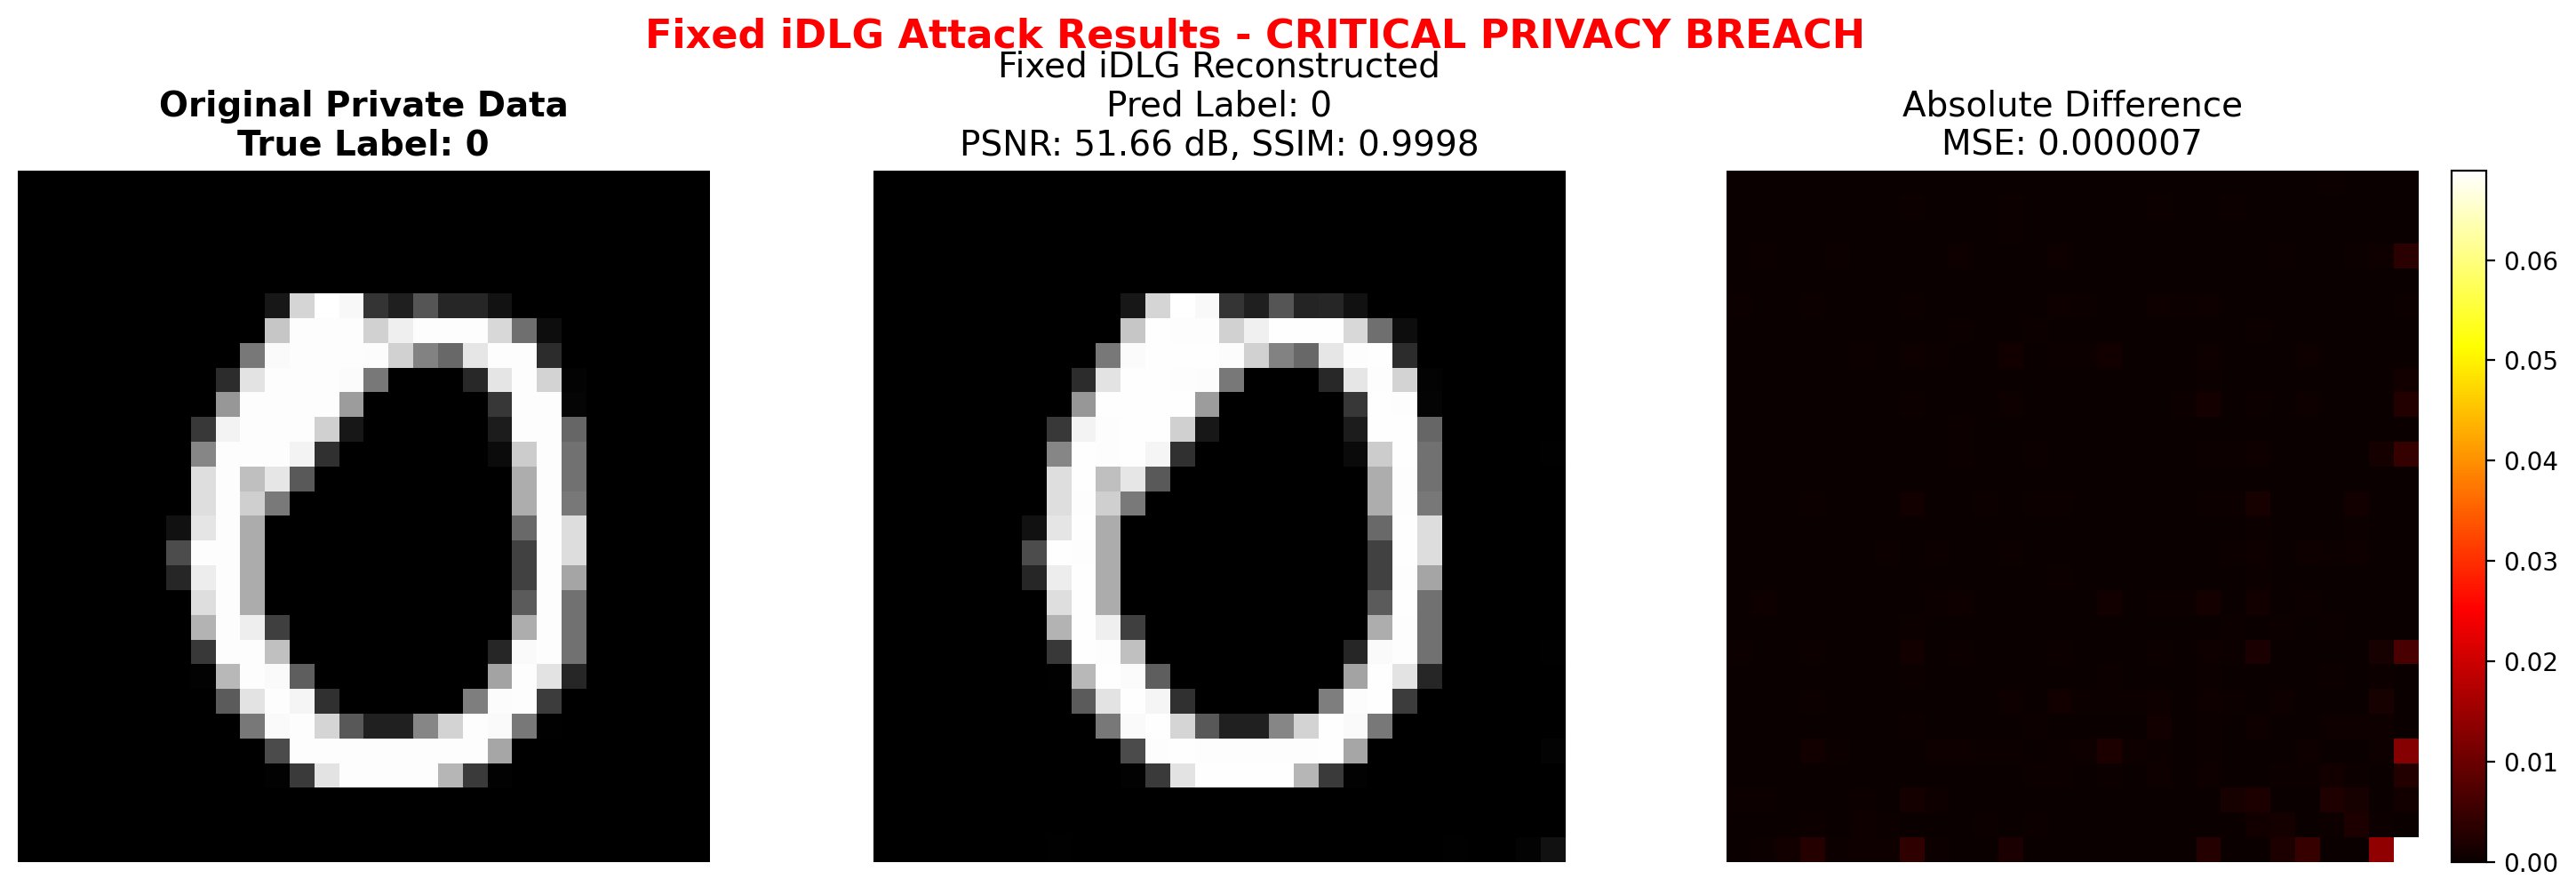 Fixed iDLG Attack Results - CRITICAL PRIVACY BREACH
Original Private Data
True Label: 0
Fixed iDLG Reconstructed
Pred Label: 0
PSNR: 51.66 dB, SSIM: 0.9998
Absolute Difference
MSE: 0.000007
0.06
0.05
0.04
0.03
0.02
0.01
0.00